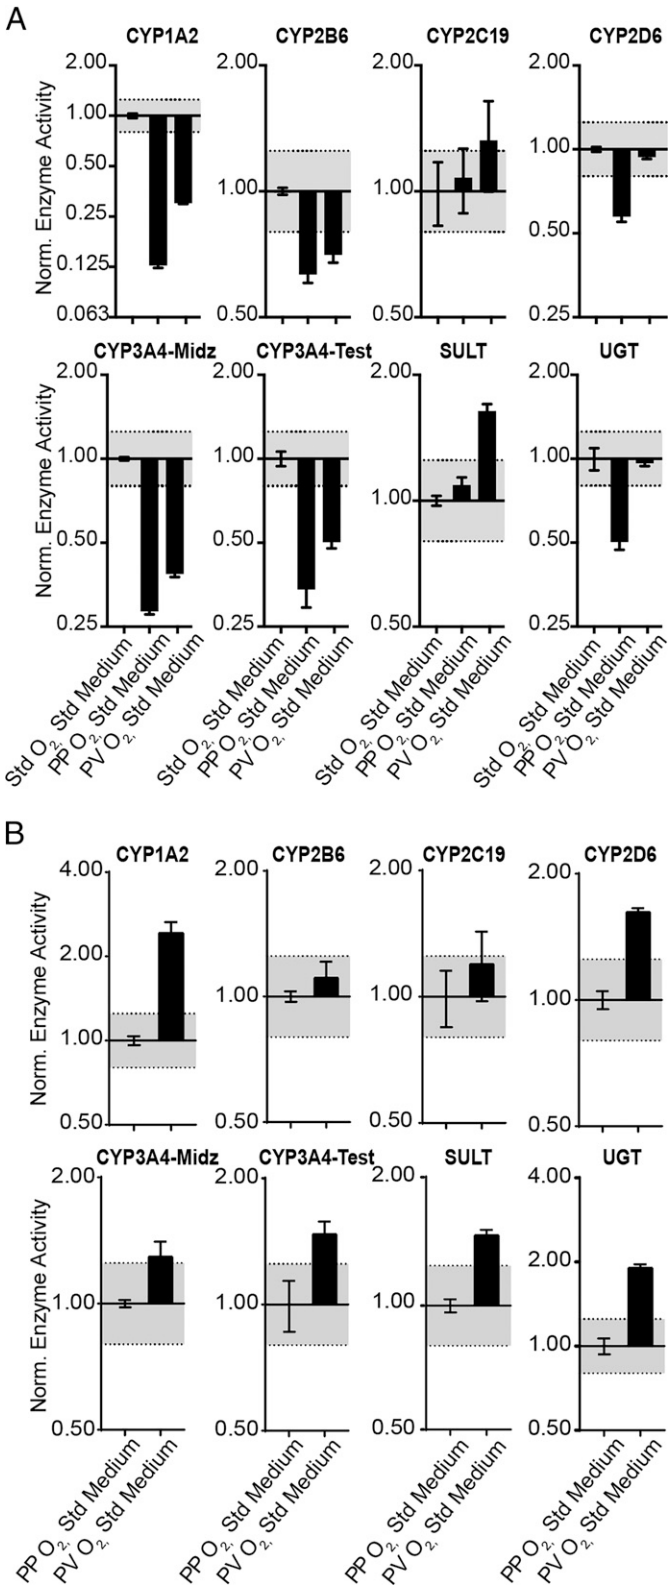 A
CYP1A2 CYP2B6 CYP2C19 CYP2D6
Norm. Enzyme Activity
2.00
1.00
0.50
0.25
0.125
0.063
2.00
1.00
0.50
2.00
1.00
0.50
2.00
1.00
0.50
0.25
CYP3A4-Midz CYP3A4-Test SULT UGT
Norm. Enzyme Activity
2.00
1.00
0.50
0.25
2.00
1.00
0.50
0.25
2.00
1.00
0.50
2.00
1.00
0.50
0.25
Std O2, Std Medium
PP O2, Std Medium
PV O2, Std Medium
Std O2, Std Medium
PP O2, Std Medium
PV O2, Std Medium
Std O2, Std Medium
PP O2, Std Medium
PV O2, Std Medium
Std O2, Std Medium
PP O2, Std Medium
PV O2, Std Medium
B
CYP1A2 CYP2B6 CYP2C19 CYP2D6
Norm. Enzyme Activity
4.00
2.00
1.00
0.50
2.00
1.00
0.50
2.00
1.00
0.50
2.00
1.00
0.50
CYP3A4-Midz CYP3A4-Test SULT UGT
Norm. Enzyme Activity
2.00
1.00
0.50
2.00
1.00
0.50
2.00
1.00
0.50
4.00
2.00
1.00
0.50
PP O2, Std Medium
PV O2, Std Medium
PP O2, Std Medium
PV O2, Std Medium
PP O2, Std Medium
PV O2, Std Medium
PP O2, Std Medium
PV O2, Std Medium